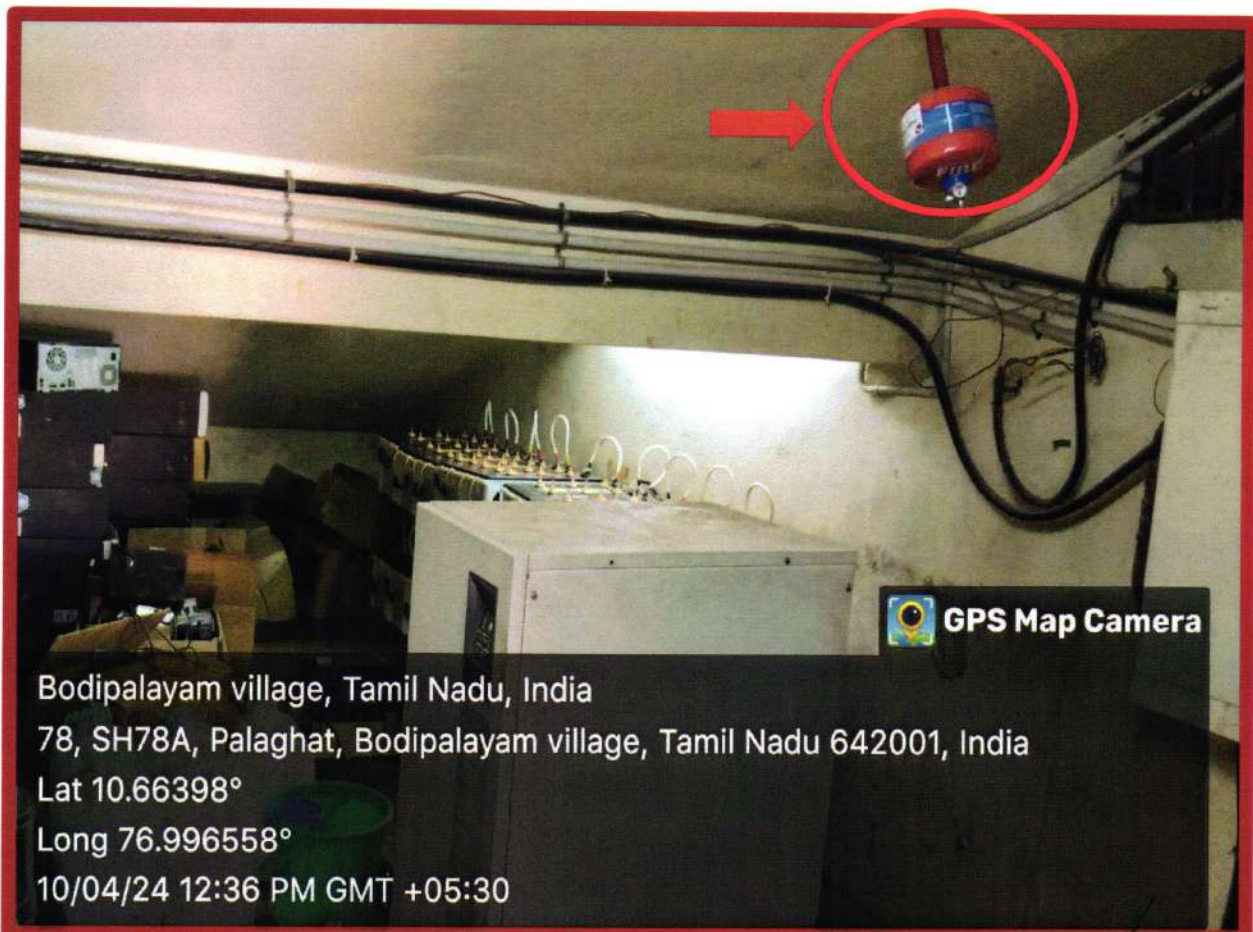 FIRE
GPS Map Camera
Bodipalayam village, Tamil Nadu, India
78, SH78A, Palaghat, Bodipalayam village, Tamil Nadu 642001, India
Lat 10.66398°
Long 76.996558°
10/04/24 12:36 PM GMT +05:30